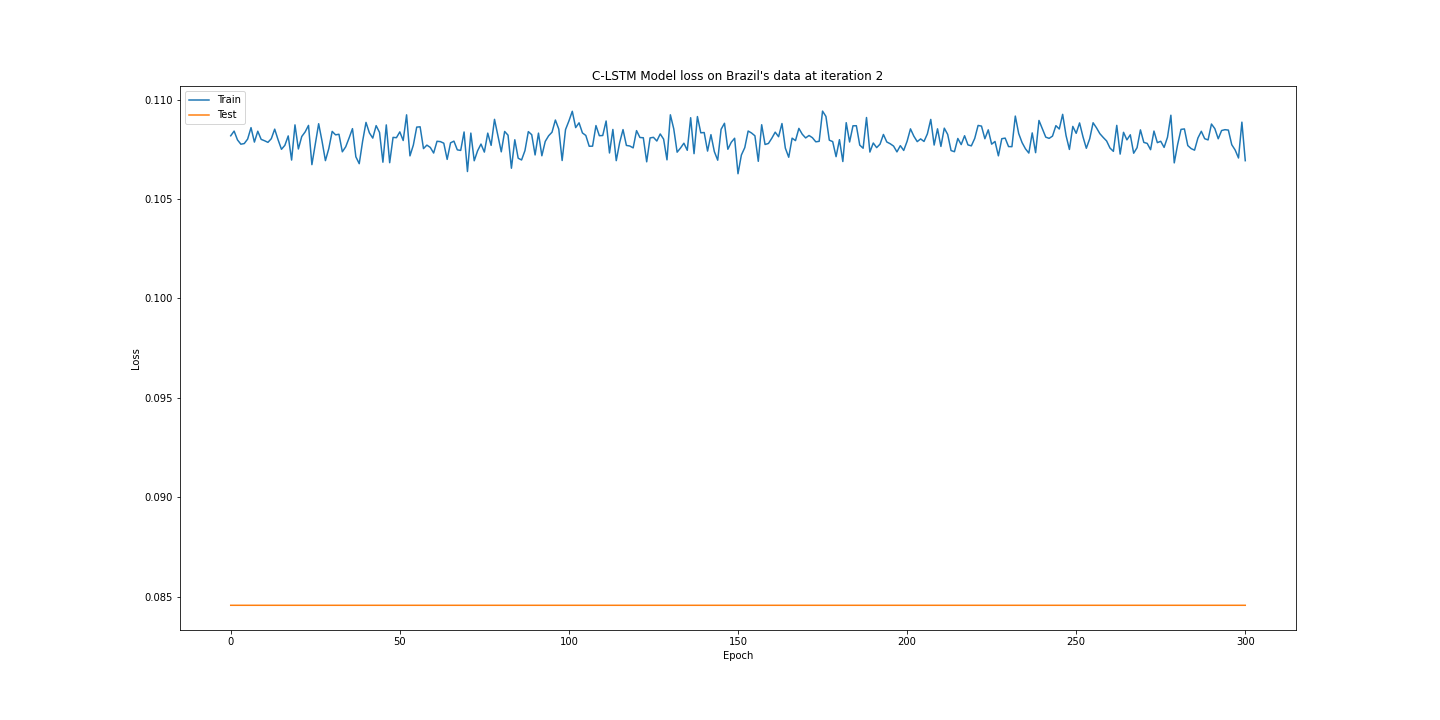 C-LSTM Model loss on Brazil's data at iteration 2
Train
Test
0.110
0.105
0.100
0.095
0.090
0.085
Loss
0 50 100 150 200 250 300
Epoch